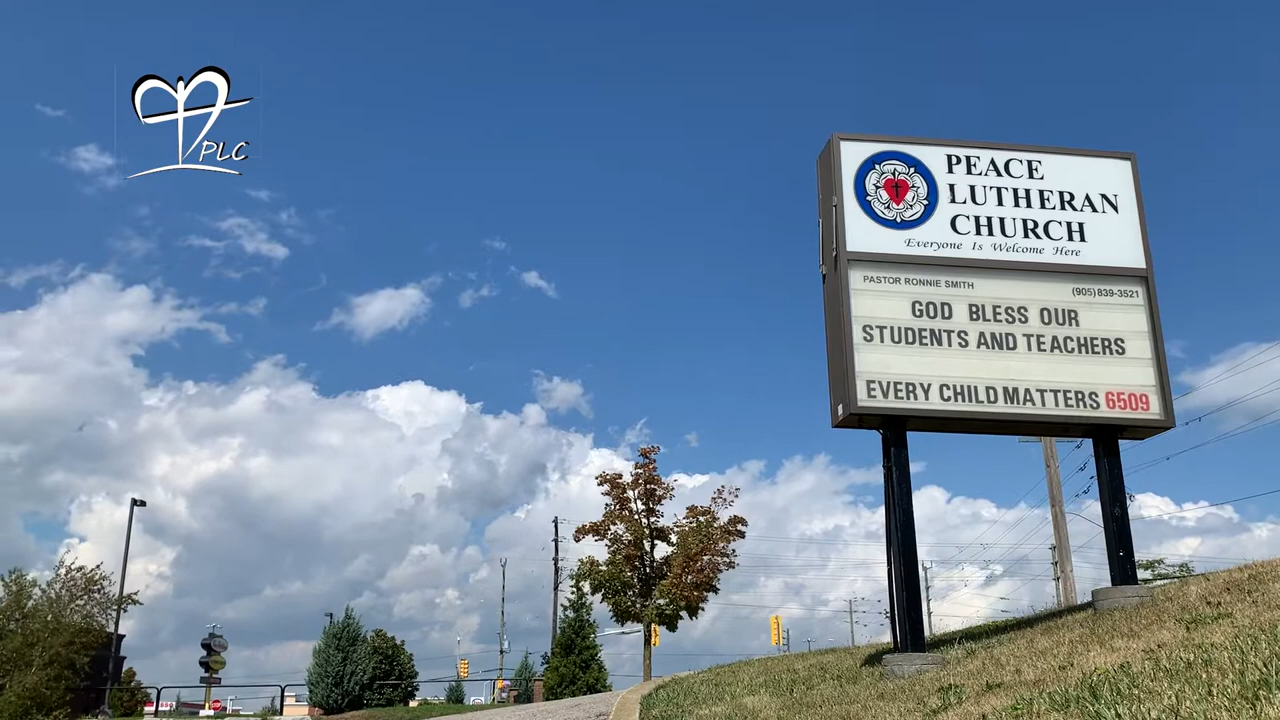 PLC
PEACE
LUTHERAN
CHURCH
Everyone Is Welcome Here
PASTOR RONNIE SMITH
(905) 839-3521
GOD BLESS OUR
STUDENTS AND TEACHERS
EVERY CHILD MATTERS 6509